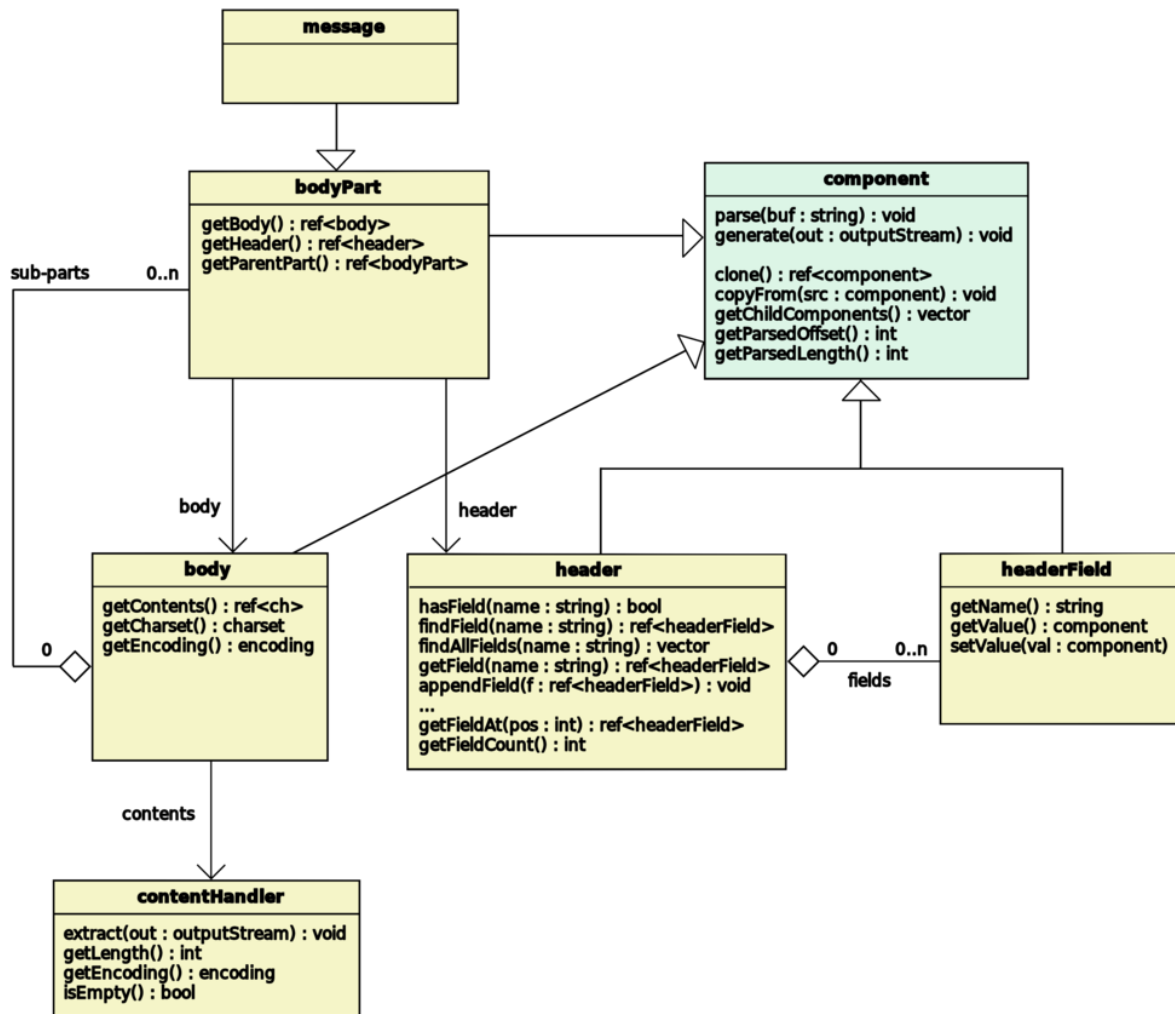 message
bodyPart
getBody() : ref<body>
getHeader() : ref<header>
getParentPart() : ref<bodyPart>
component
parse(buf : string) : void
generate(out : outputStream) : void
clone() : ref<component>
copyFrom(src : component) : void
getChildComponents() : vector
getParsedOffset() : int
getParsedLength() : int
sub-parts 0..n
body
header
body
getContents() : ref<ch>
getCharset() : charset
getEncoding() : encoding
0
header
hasField(name : string) : bool
findField(name : string) : ref<headerField>
findAllFields(name : string) : vector
getField(name : string) : ref<headerField>
appendField(f : ref<headerField>) : void
...
getFieldAt(pos : int) : ref<headerField>
getFieldCount() : int
0 0..n
fields
headerField
getName() : string
getValue() : component
setValue(val : component)
contents
contentHandler
extract(out : outputStream) : void
getLength() : int
getEncoding() : encoding
isEmpty() : bool